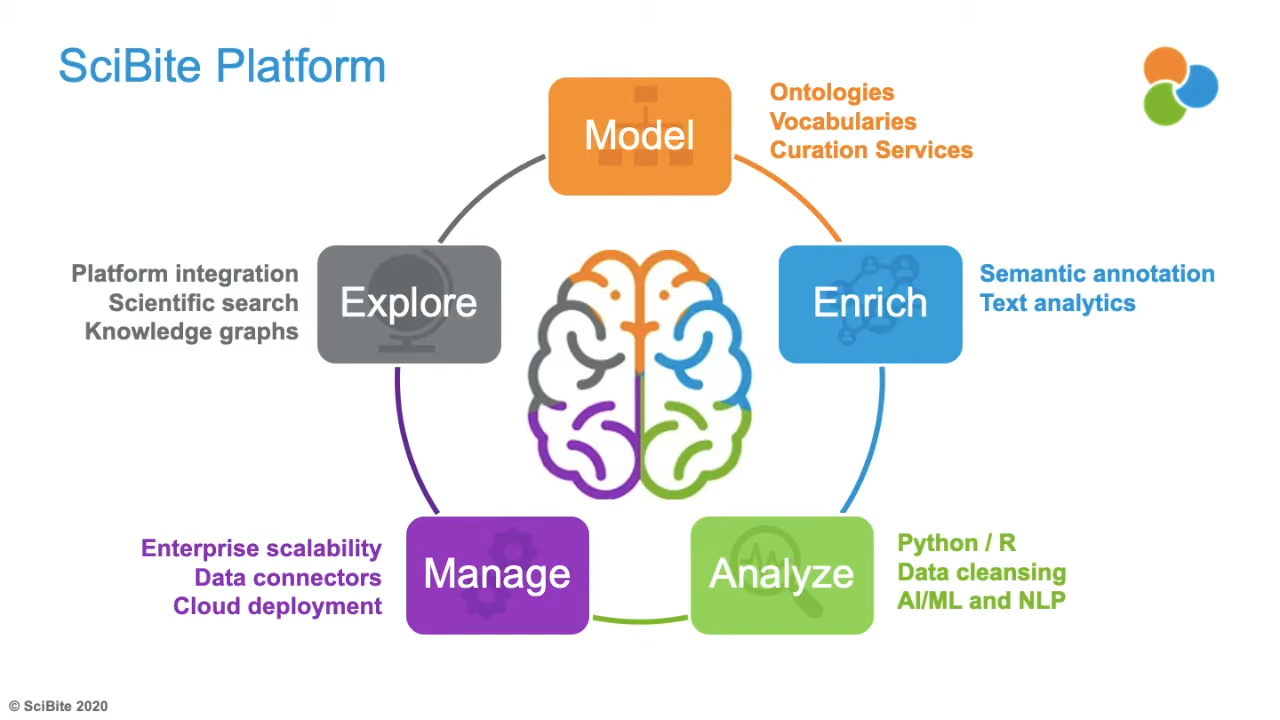 SciBite Platform
Model
Ontologies
Vocabularies
Curation Services
Platform integration
Scientific search
Knowledge graphs
Explore
Enrich
Semantic annotation
Text analytics
Enterprise scalability
Data connectors
Cloud deployment
Manage
Analyze
Python / R
Data cleansing
AI/ML and NLP
© SciBite 2020